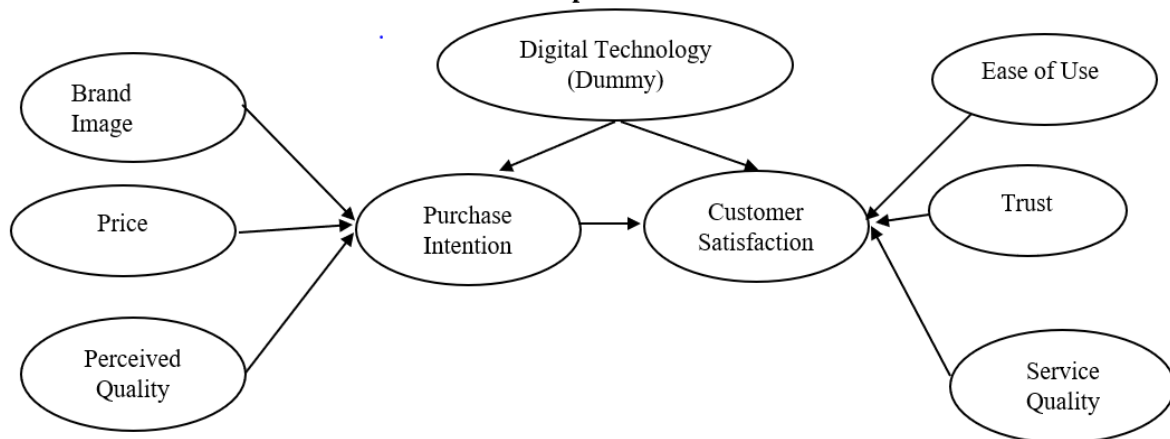 Digital Technology
(Dummy)
Brand
Image
Ease of Use
Price
Purchase
Intention
Customer
Satisfaction
Trust
Perceived
Quality
Service
Quality